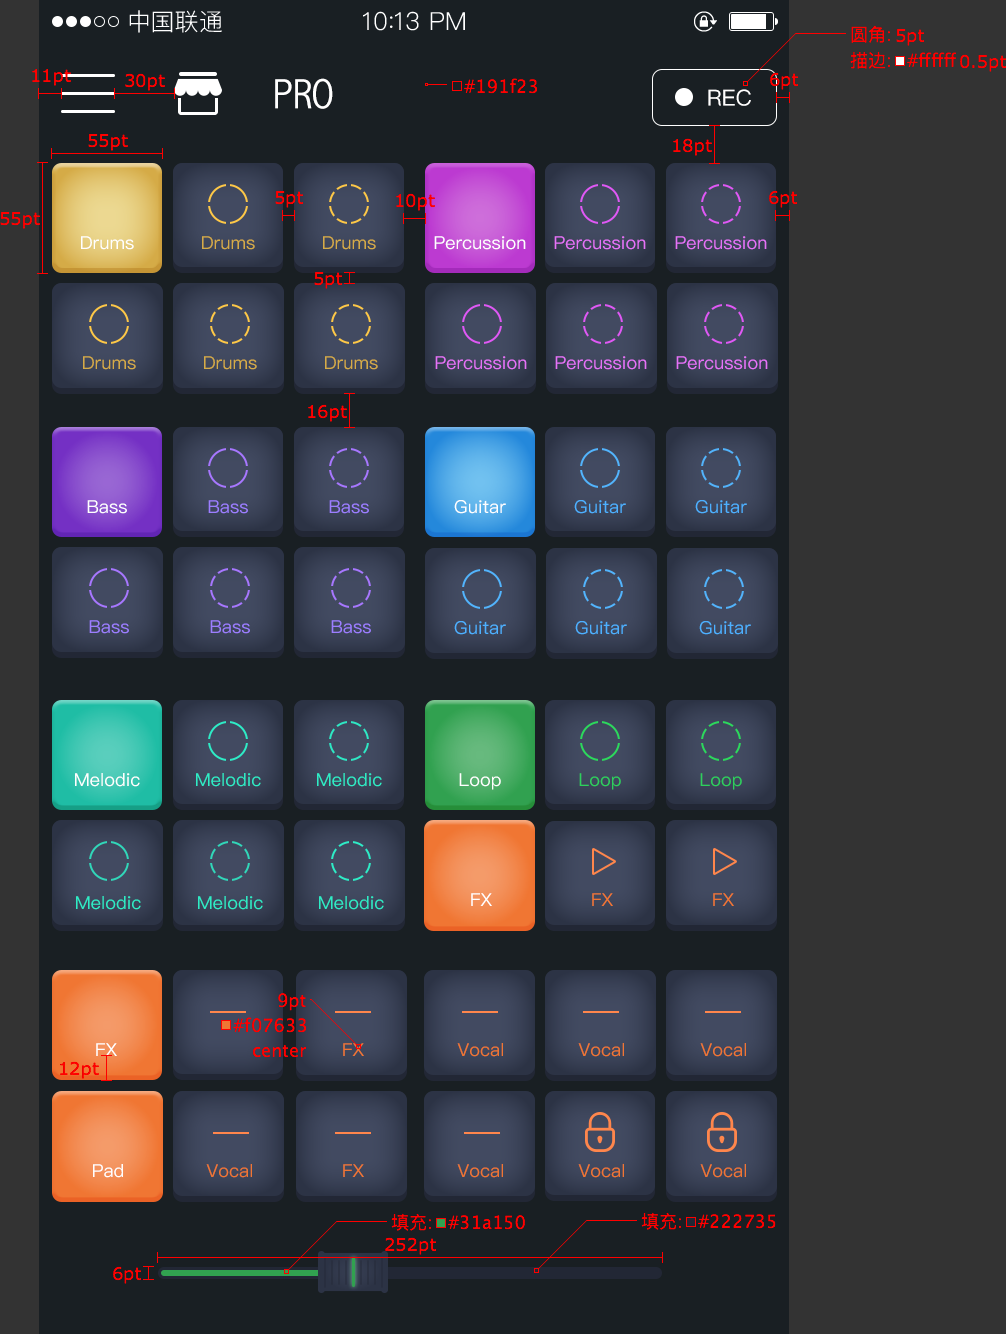 中国联通 10:13 PM
圆角: 5pt
描边: #ffffff 0.5pt
11pt 30pt PRO #191f23 REC 6pt
55pt 18pt
55pt Drums Drums 5pt Drums 10pt Percussion Percussion Percussion 6pt
5pt
Drums Drums Drums Percussion Percussion Percussion
16pt
Bass Bass Bass Guitar Guitar Guitar
Bass Bass Bass Guitar Guitar Guitar
Melodic Melodic Melodic Loop Loop Loop
Melodic Melodic Melodic FX FX FX
9pt
#f07633
center
FX FX Vocal Vocal Vocal
12pt
Pad Vocal FX Vocal Vocal Vocal
填充: #31a150 填充: #222735
252pt
6pt